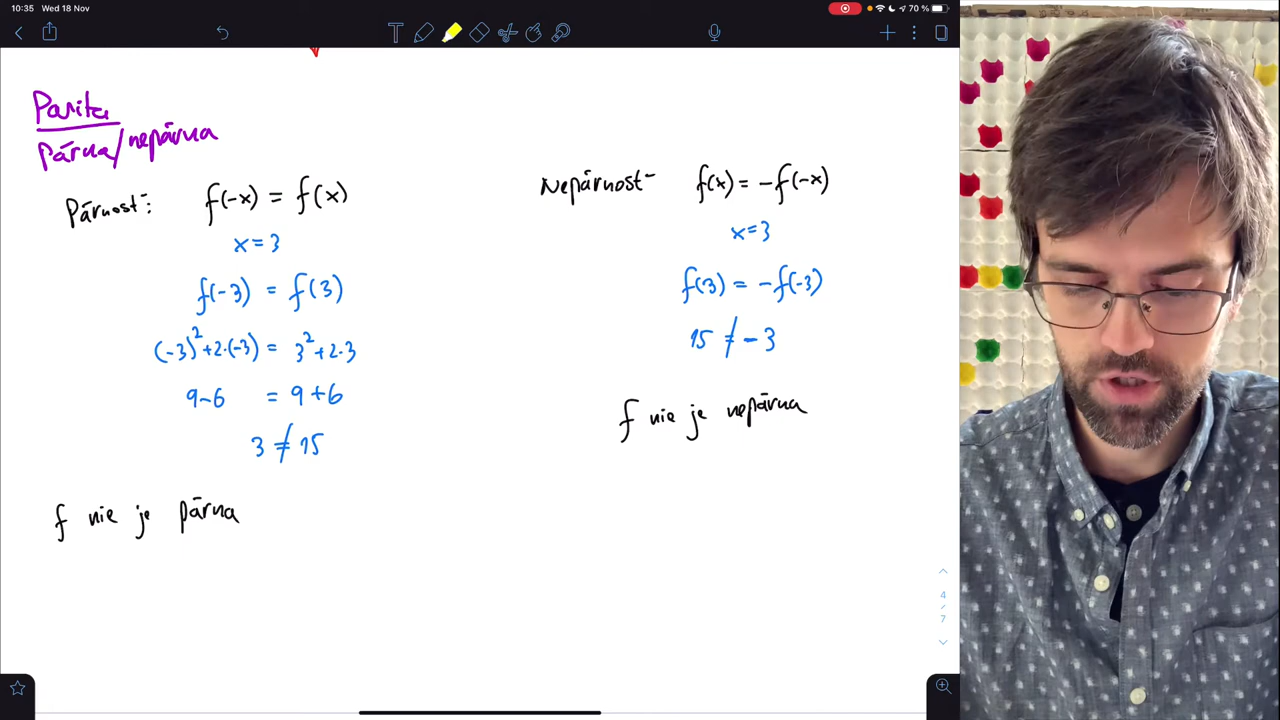 10:35 Wed 18 Nov
70 %
T
Parita
Párna/nepárna
Párnosť: f(-x) = f(x)
x = 3
f(-3) = f(3)
(-3)²+2·(-3) = 3²+2·3
9-6 = 9+6
3 ≠ 15
f nie je párna
Nepárnosť f(x) = -f(-x)
x = 3
f(3) = -f(-3)
15 ≠ -3
f nie je nepárna
4
/
7